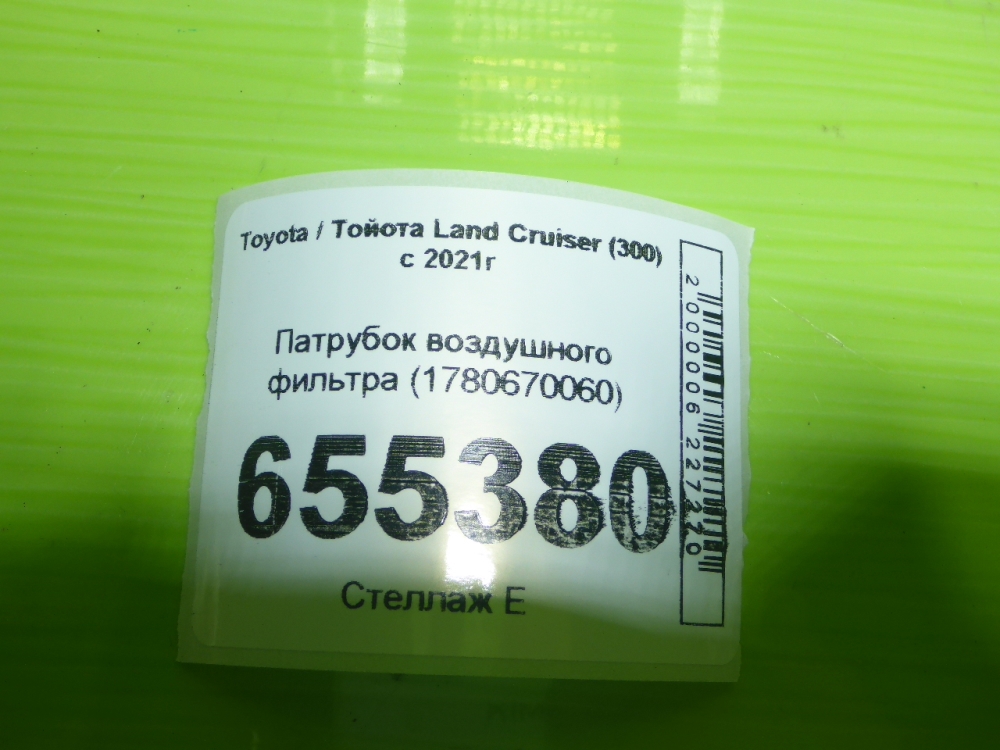 Toyota / Тойота Land Cruiser (300)
с 2021г
Патрубок воздушного
фильтра (1780670060)
655380
Стеллаж E
2000006227220